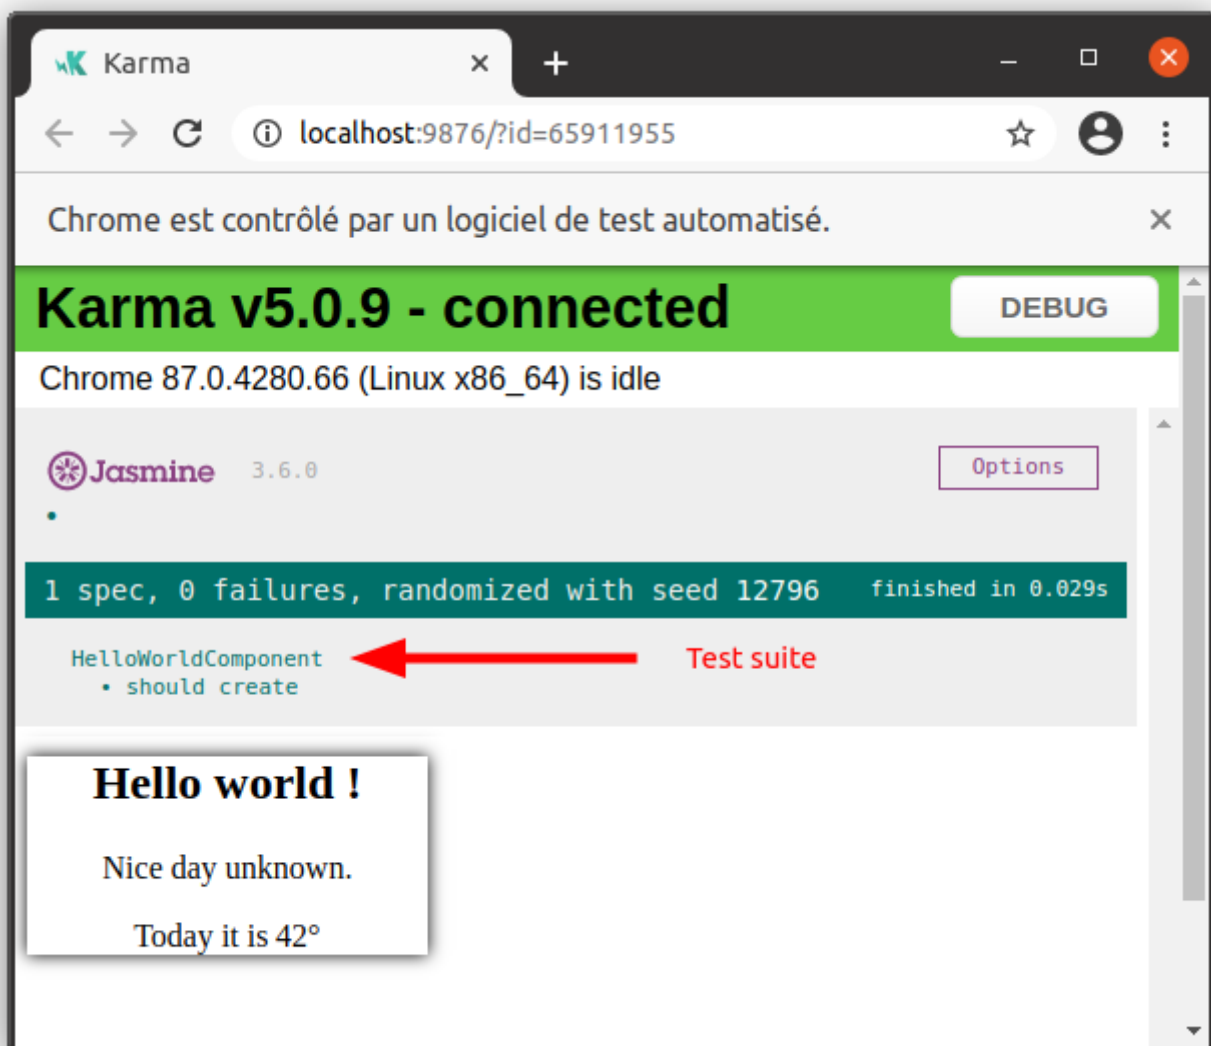 Karma
localhost:9876/?id=65911955
Chrome est contrôlé par un logiciel de test automatisé.
Karma v5.0.9 - connected
DEBUG
Chrome 87.0.4280.66 (Linux x86_64) is idle
Jasmine 3.6.0
Options
•
1 spec, 0 failures, randomized with seed 12796 finished in 0.029s
HelloWorldComponent
Test suite
• should create
Hello world !
Nice day unknown.
Today it is 42°